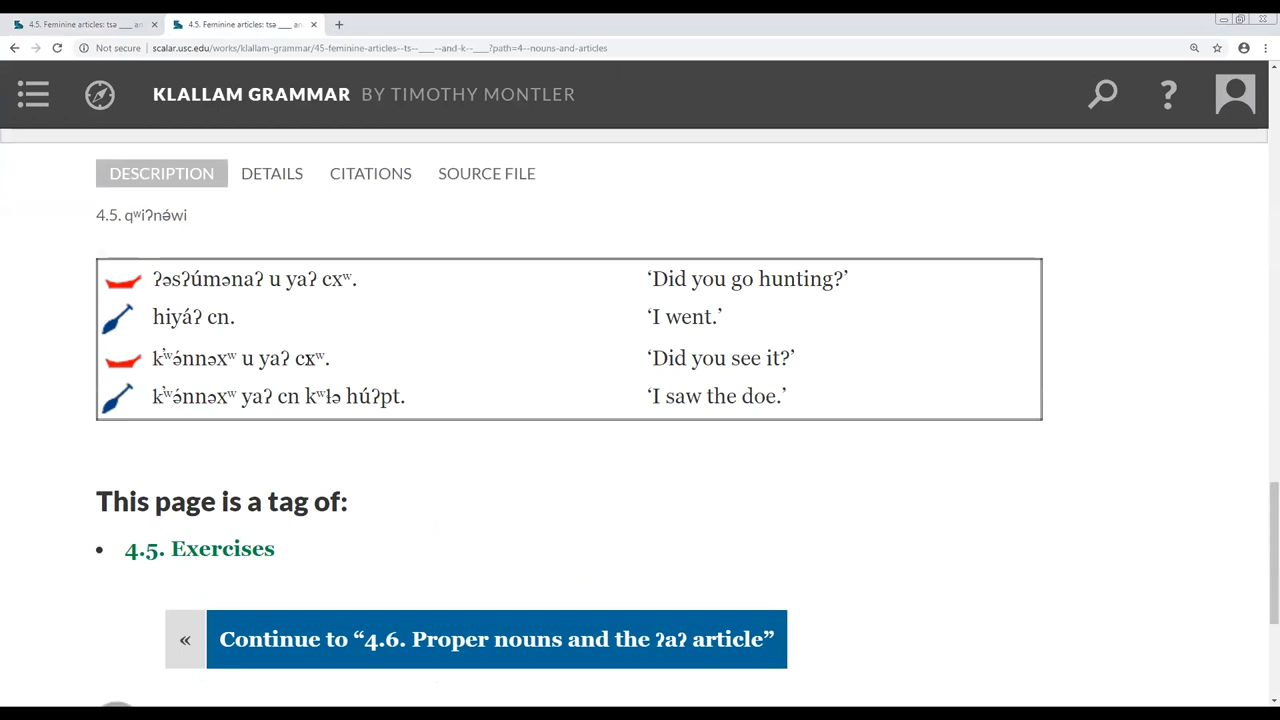 4.5. Feminine articles: tsə ___ an
4.5. Feminine articles: tsə ___ an
Not secure | scalar.usc.edu/works/klallam-grammar/45-feminine-articles--ts--___--and-k--___?path=4--nouns-and-articles
KLALLAM GRAMMAR BY TIMOTHY MONTLER
DESCRIPTION DETAILS CITATIONS SOURCE FILE
4.5. qʷiʔnə́wi
ʔəsʔúmənaʔ u yaʔ cxʷ. ‘Did you go hunting?’
hiyáʔ cn. ‘I went.’
k̓ʷə́nnəxʷ u yaʔ cxʷ. ‘Did you see it?’
k̓ʷə́nnəxʷ yaʔ cn kʷɬə húʔpt. ‘I saw the doe.’
This page is a tag of:
• 4.5. Exercises
« Continue to “4.6. Proper nouns and the ʔaʔ article”